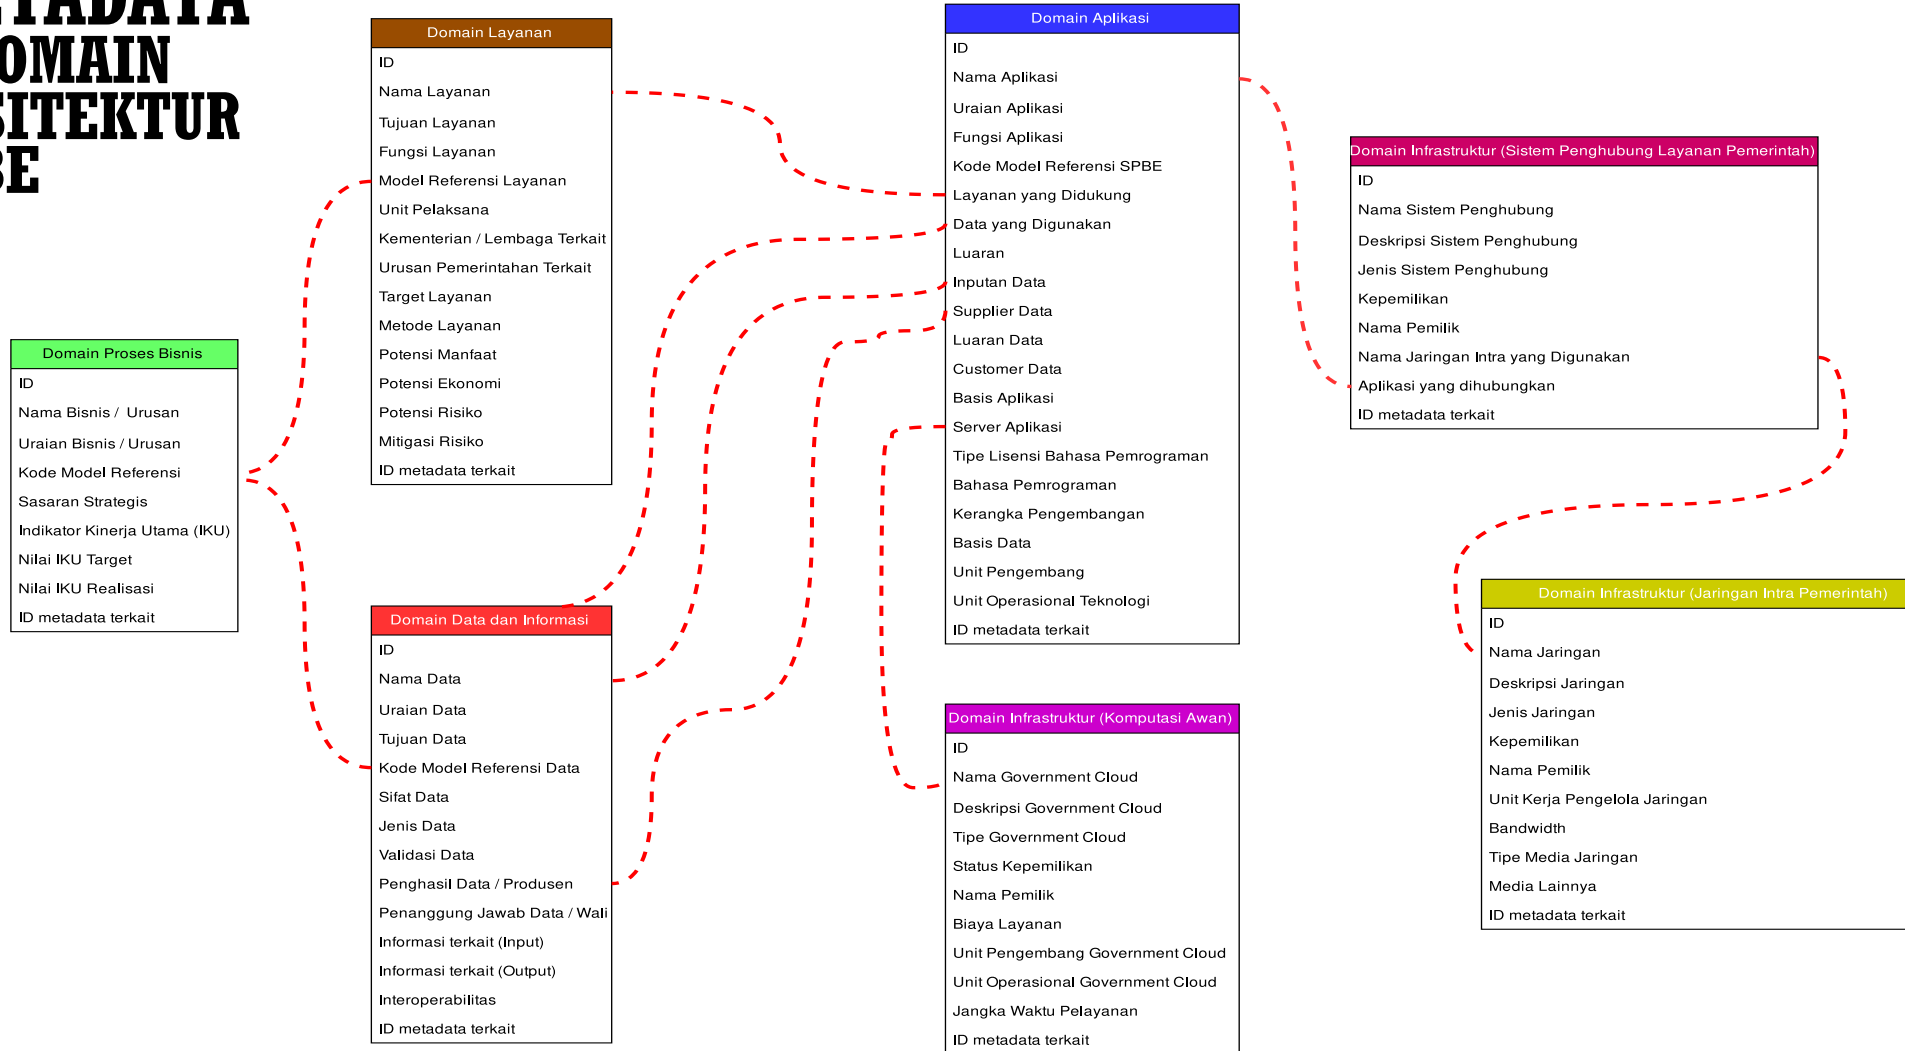 OMAIN
SITEKTUR
Domain Proses Bisnis
ID
Nama Bisnis / Urusan
Uraian Bisnis / Urusan
Kode Model Referensi
Sasaran Strategis
Indikator Kinerja Utama (IKU)
Nilai IKU Target
Nilai IKU Realisasi
ID metadata terkait
Domain Layanan
ID
Nama Layanan
Tujuan Layanan
Fungsi Layanan
Model Referensi Layanan
Unit Pelaksana
Kementerian / Lembaga Terkait
Urusan Pemerintahan Terkait
Target Layanan
Metode Layanan
Potensi Manfaat
Potensi Ekonomi
Potensi Risiko
Mitigasi Risiko
ID metadata terkait
Domain Data dan Informasi
ID
Nama Data
Uraian Data
Tujuan Data
Kode Model Referensi Data
Sifat Data
Jenis Data
Validasi Data
Penghasil Data / Produsen
Penanggung Jawab Data / Wali
Informasi terkait (Input)
Informasi terkait (Output)
Interoperabilitas
ID metadata terkait
Domain Aplikasi
ID
Nama Aplikasi
Uraian Aplikasi
Fungsi Aplikasi
Kode Model Referensi SPBE
Layanan yang Didukung
Data yang Digunakan
Luaran
Inputan Data
Supplier Data
Luaran Data
Customer Data
Basis Aplikasi
Server Aplikasi
Tipe Lisensi Bahasa Pemrograman
Bahasa Pemrograman
Kerangka Pengembangan
Basis Data
Unit Pengembang
Unit Operasional Teknologi
ID metadata terkait
Domain Infrastruktur (Komputasi Awan)
ID
Nama Government Cloud
Deskripsi Government Cloud
Tipe Government Cloud
Status Kepemilikan
Nama Pemilik
Biaya Layanan
Unit Pengembang Government Cloud
Unit Operasional Government Cloud
Jangka Waktu Pelayanan
ID metadata terkait
Domain Infrastruktur (Sistem Penghubung Layanan Pemerintah)
ID
Nama Sistem Penghubung
Deskripsi Sistem Penghubung
Jenis Sistem Penghubung
Kepemilikan
Nama Pemilik
Nama Jaringan Intra yang Digunakan
Aplikasi yang dihubungkan
ID metadata terkait
Domain Infrastruktur (Jaringan Intra Pemerintah)
ID
Nama Jaringan
Deskripsi Jaringan
Jenis Jaringan
Kepemilikan
Nama Pemilik
Unit Kerja Pengelola Jaringan
Bandwidth
Tipe Media Jaringan
Media Lainnya
ID metadata terkait